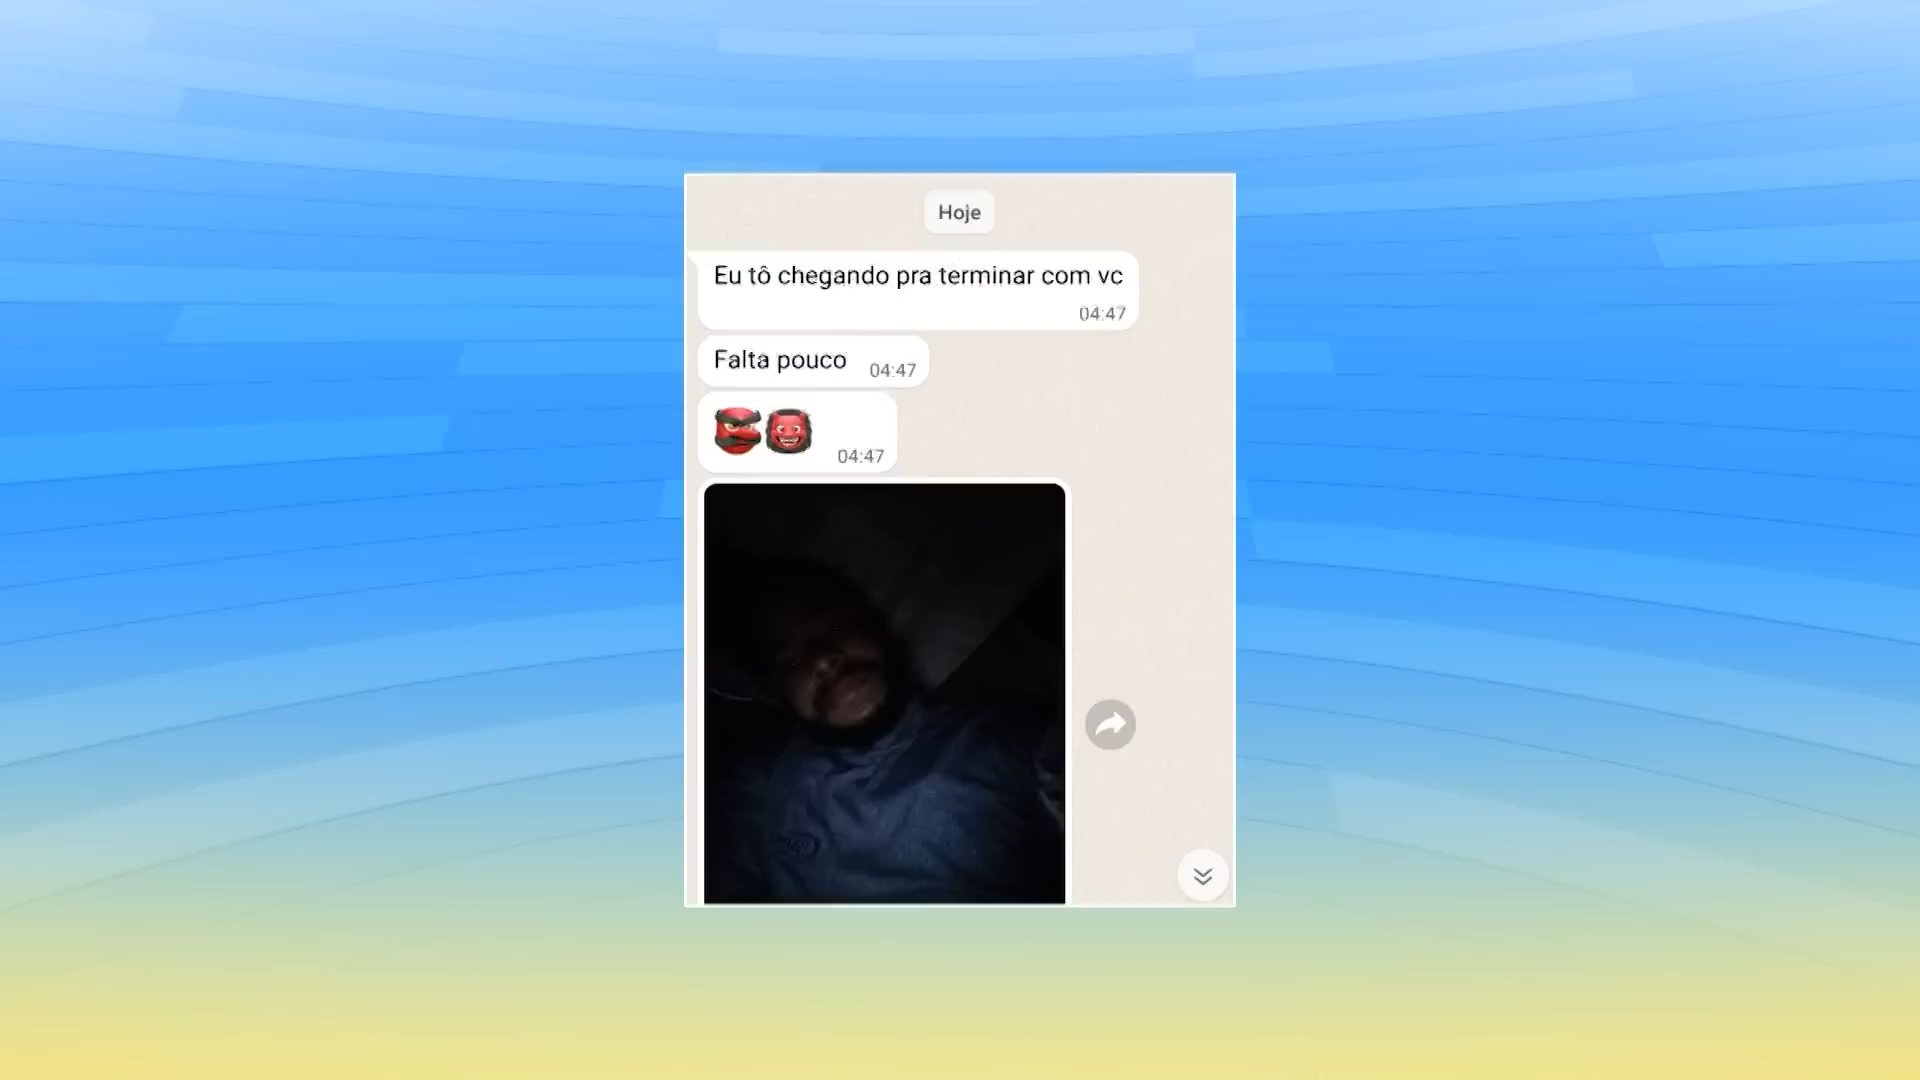 Hoje
Eu tô chegando pra terminar com vc
04:47
Falta pouco 04:47
04:47